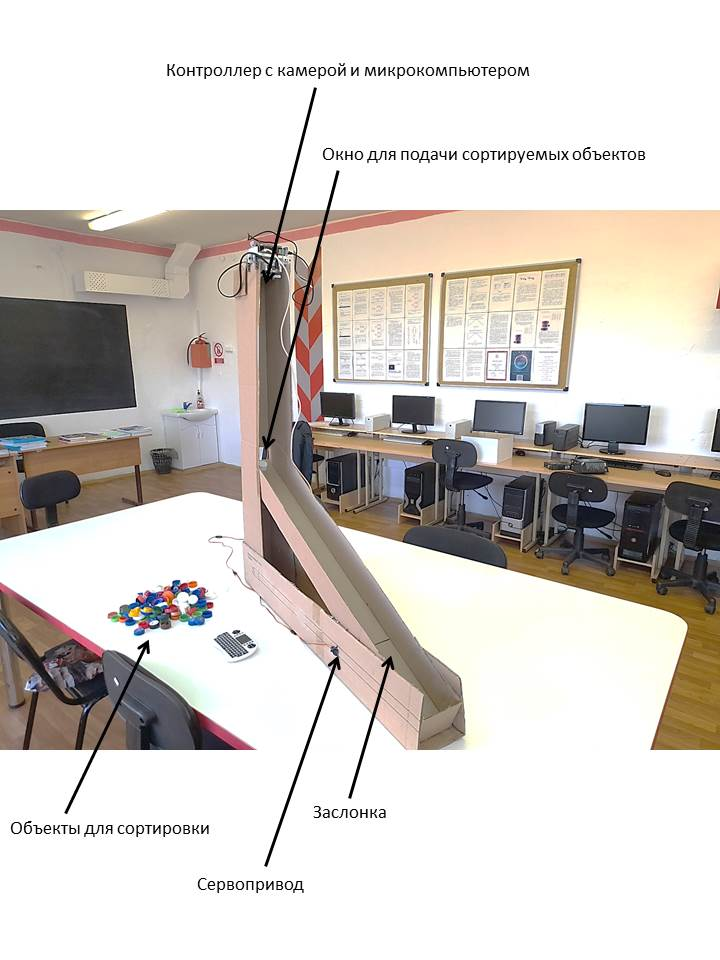 Контроллер с камерой и микрокомпьютером
Окно для подачи сортируемых объектов
Заслонка
Объекты для сортировки
Сервопривод